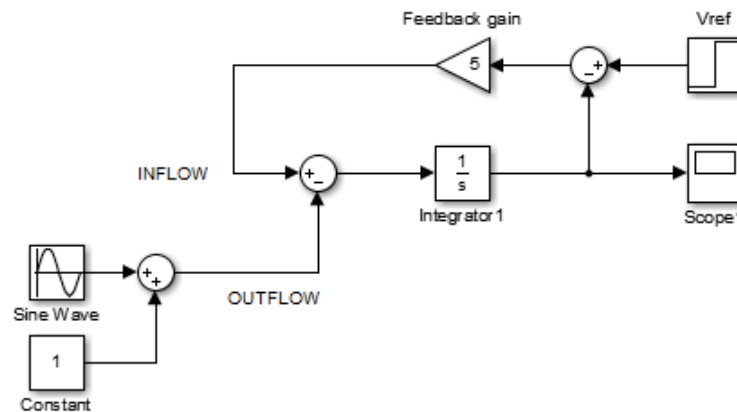 Feedback gain
Vref
5
- +
INFLOW
+ -
1
s
Integrator1
Scope1
Sine Wave
+ +
OUTFLOW
1
Constant